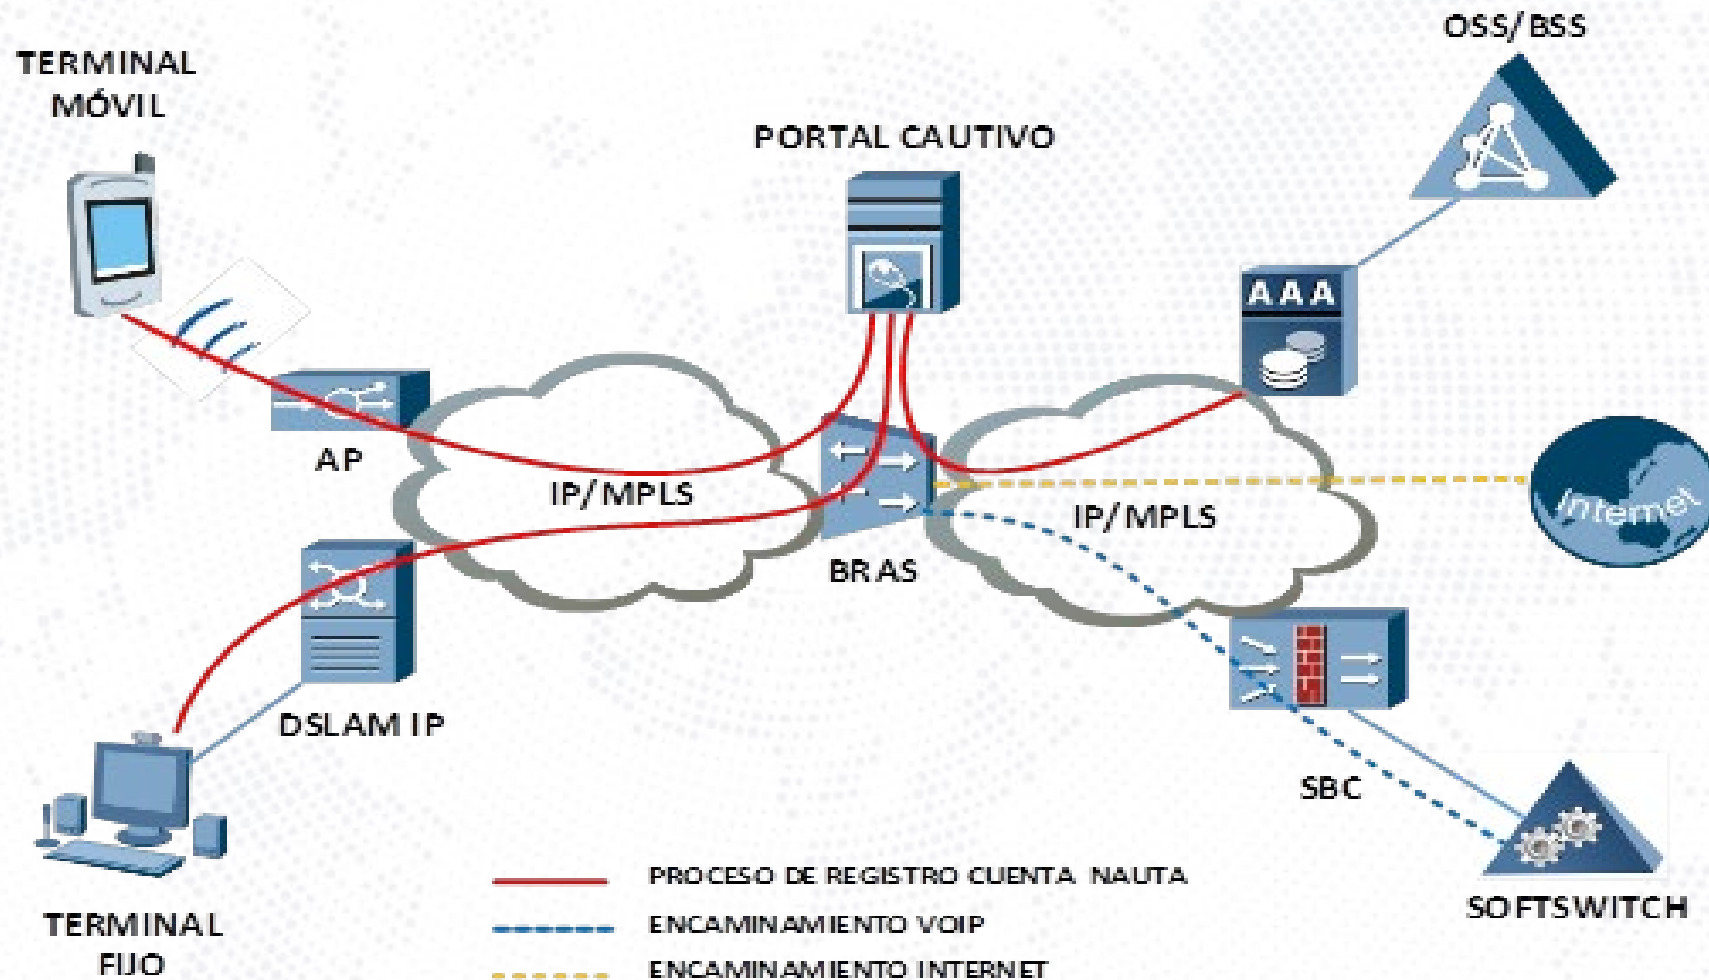 OSS/BSS
TERMINAL
MÓVIL
PORTAL CAUTIVO
AAA
AP
IP/MPLS
IP/MPLS
Internet
BRAS
DSLAM IP
SBC
TERMINAL
FIJO
SOFTSWITCH
PROCESO DE REGISTRO CUENTA NAUTA
ENCAMINAMIENTO VOIP
ENCAMINAMIENTO INTERNET